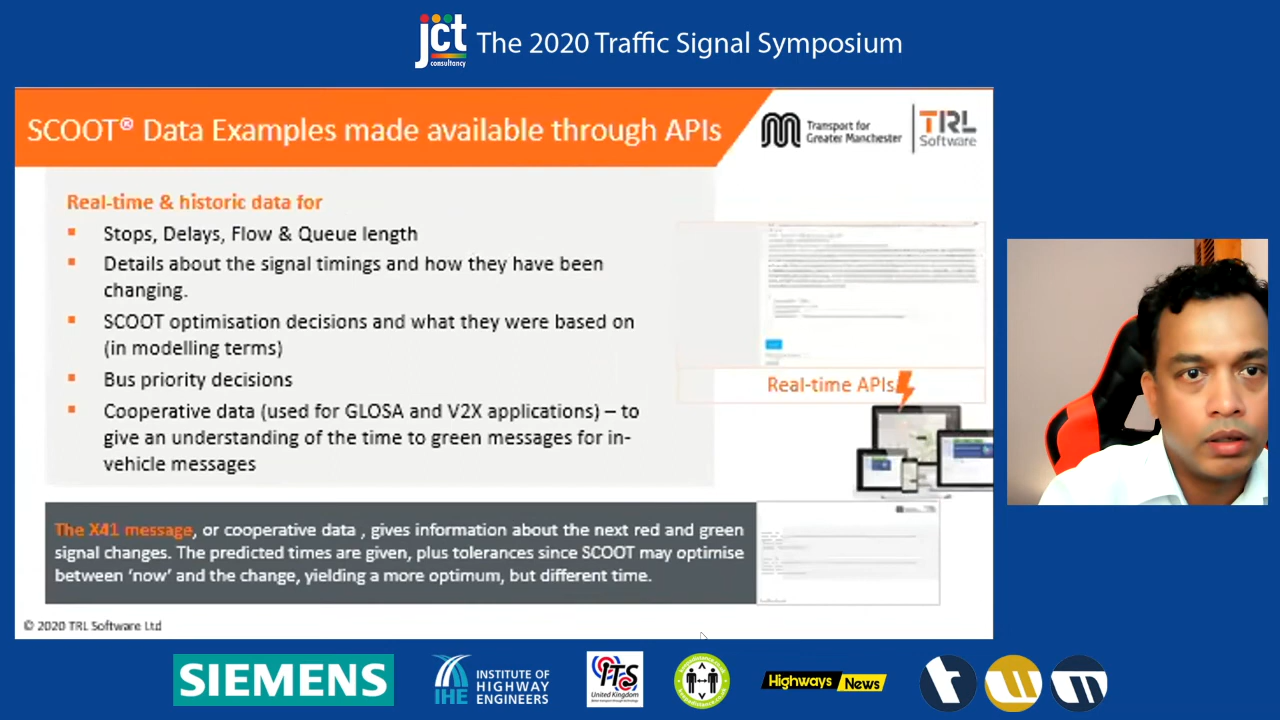 jct consultancy The 2020 Traffic Signal Symposium
SCOOT® Data Examples made available through APIs
Transport for
Greater Manchester
TRL
Software
Real-time & historic data for
Stops, Delays, Flow & Queue length
Details about the signal timings and how they have been
changing.
SCOOT optimisation decisions and what they were based on
(in modelling terms)
Bus priority decisions
Cooperative data (used for GLOSA and V2X applications) – to
give an understanding of the time to green messages for in-
vehicle messages
Real-time APIs
The X41 message, or cooperative data , gives information about the next red and green
signal changes. The predicted times are given, plus tolerances since SCOOT may optimise
between ‘now’ and the change, yielding a more optimum, but different time.
© 2020 TRL Software Ltd
SIEMENS
IHE
INSTITUTE OF
HIGHWAY
ENGINEERS
ITS
United Kingdom
Highways News